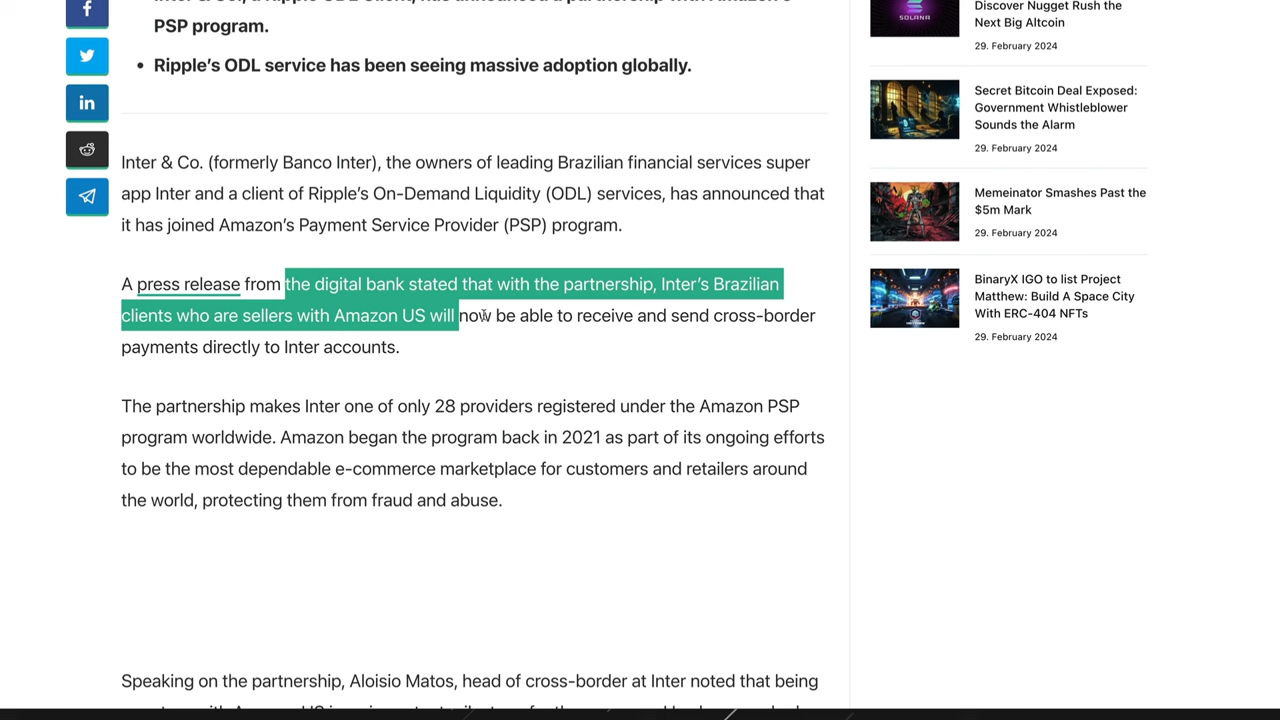 PSP program.
• Ripple's ODL service has been seeing massive adoption globally.
Inter & Co. (formerly Banco Inter), the owners of leading Brazilian financial services super
app Inter and a client of Ripple's On-Demand Liquidity (ODL) services, has announced that
it has joined Amazon's Payment Service Provider (PSP) program.
A press release from the digital bank stated that with the partnership, Inter's Brazilian
clients who are sellers with Amazon US will now be able to receive and send cross-border
payments directly to Inter accounts.
The partnership makes Inter one of only 28 providers registered under the Amazon PSP
program worldwide. Amazon began the program back in 2021 as part of its ongoing efforts
to be the most dependable e-commerce marketplace for customers and retailers around
the world, protecting them from fraud and abuse.
Speaking on the partnership, Aloisio Matos, head of cross-border at Inter noted that being
SOLANA
Discover Nugget Rush the
Next Big Altcoin
29. February 2024
Secret Bitcoin Deal Exposed:
Government Whistleblower
Sounds the Alarm
29. February 2024
Memeinator Smashes Past the
$5m Mark
29. February 2024
BinaryX IGO to list Project
Matthew: Build A Space City
With ERC-404 NFTs
29. February 2024